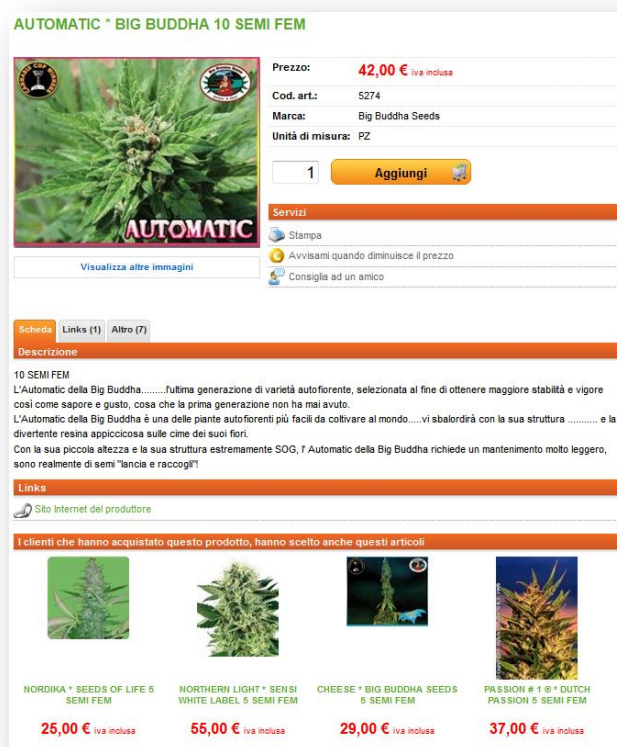 AUTOMATIC * BIG BUDDHA 10 SEMI FEM
AUTOMATIC
Visualizza altre immagini
Prezzo: 42,00 € iva inclusa
Cod. art.: 5274
Marca: Big Buddha Seeds
Unità di misura: PZ
1 Aggiungi
Servizi
Stampa
Avvisami quando diminuisce il prezzo
Consiglia ad un amico
Scheda Links (1) Altro (7)
Descrizione
10 SEMI FEM
L'Automatic della Big Buddha.........l'ultima generazione di varietà autofiorente, selezionata al fine di ottenere maggiore stabilità e vigore
così come sapore e gusto, cosa che la prima generazione non ha mai avuto.
L'Automatic della Big Buddha è una delle piante autofiorenti più facili da coltivare al mondo.....vi sbalordirà con la sua struttura ........... e la
divertente resina appiccicosa sulle cime dei suoi fiori.
Con la sua piccola altezza e la sua struttura estremamente SOG, l' Automatic della Big Buddha richiede un mantenimento molto leggero,
sono realmente di semi "lancia e raccogli"!
Links
Sito Internet del produttore
I clienti che hanno acquistato questo prodotto, hanno scelto anche questi articoli
NORDIKA * SEEDS OF LIFE 5
SEMI FEM
25,00 € iva inclusa
NORTHERN LIGHT * SENSI
WHITE LABEL 5 SEMI FEM
55,00 € iva inclusa
CHEESE * BIG BUDDHA SEEDS
5 SEMI FEM
29,00 € iva inclusa
PASSION # 1 ® * DUTCH
PASSION 5 SEMI FEM
37,00 € iva inclusa